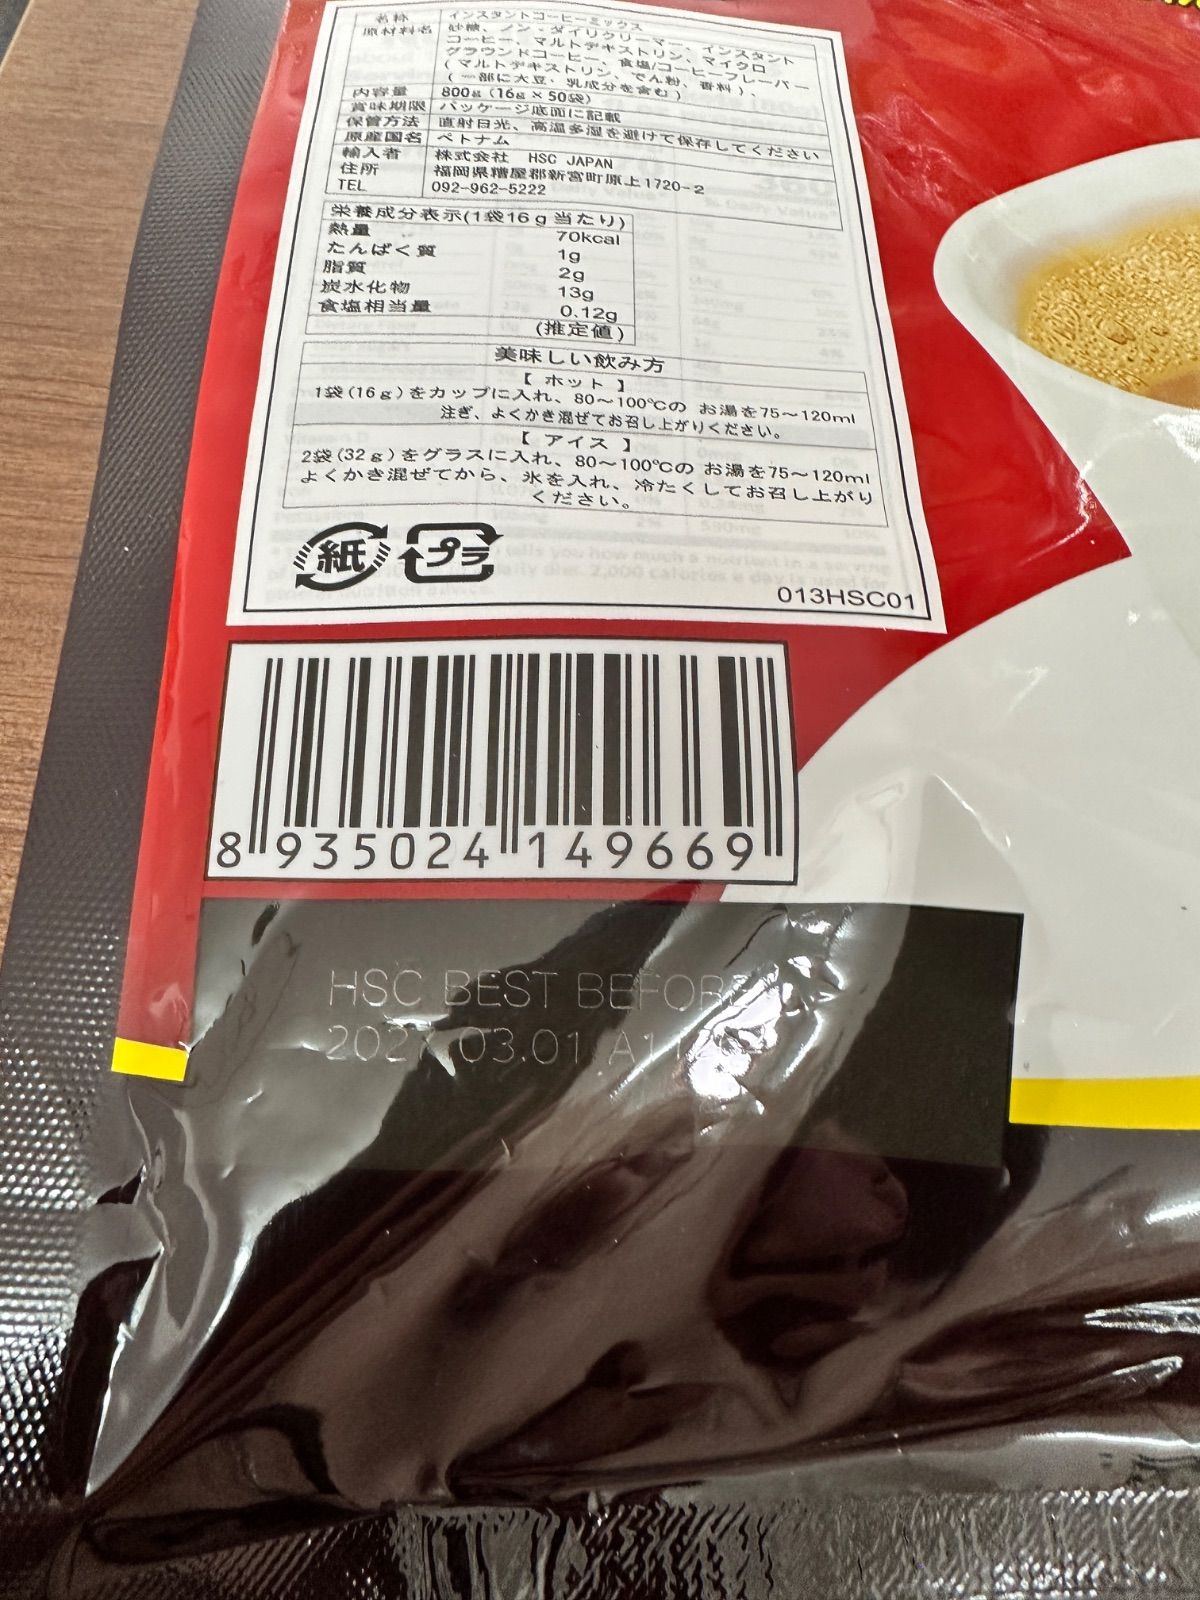 名称 インスタントコーヒーミックス
原材料名 砂糖、ノン・ダイリクリーマー、インスタント
コーヒー、マルトデキストリン、マイクロ
グラウンドコーヒー、食塩/コーヒーフレーバー
(マルトデキストリン、でん粉、香料)、
(一部に大豆・乳成分を含む)
内容量 800g (16g × 50袋)
賞味期限 パッケージ底面に記載
保管方法 直射日光、高温多湿を避けて保存してください
原産国名 ベトナム
輸入者 株式会社 HSC JAPAN
住所 福岡県糟屋郡新宮町原上1720-2
TEL 092-962-5222
栄養成分表示(1袋16g当たり)
熱量 70kcal
たんぱく質 1g
脂質 2g
炭水化物 13g
食塩相当量 0.12g
(推定値)
美味しい飲み方
【ホット】
1袋(16g)をカップに入れ、80～100℃の お湯を75～120ml
注ぎ、よくかき混ぜてお召し上がりください。
【アイス】
2袋(32g)をグラスに入れ、80～100℃の お湯を75～120ml
よくかき混ぜてから、氷を入れ、冷たくしてお召し上がり
ください。
紙 プラ
013HSC01
8 935024 149669
HSC BEST BEFORE
03.01